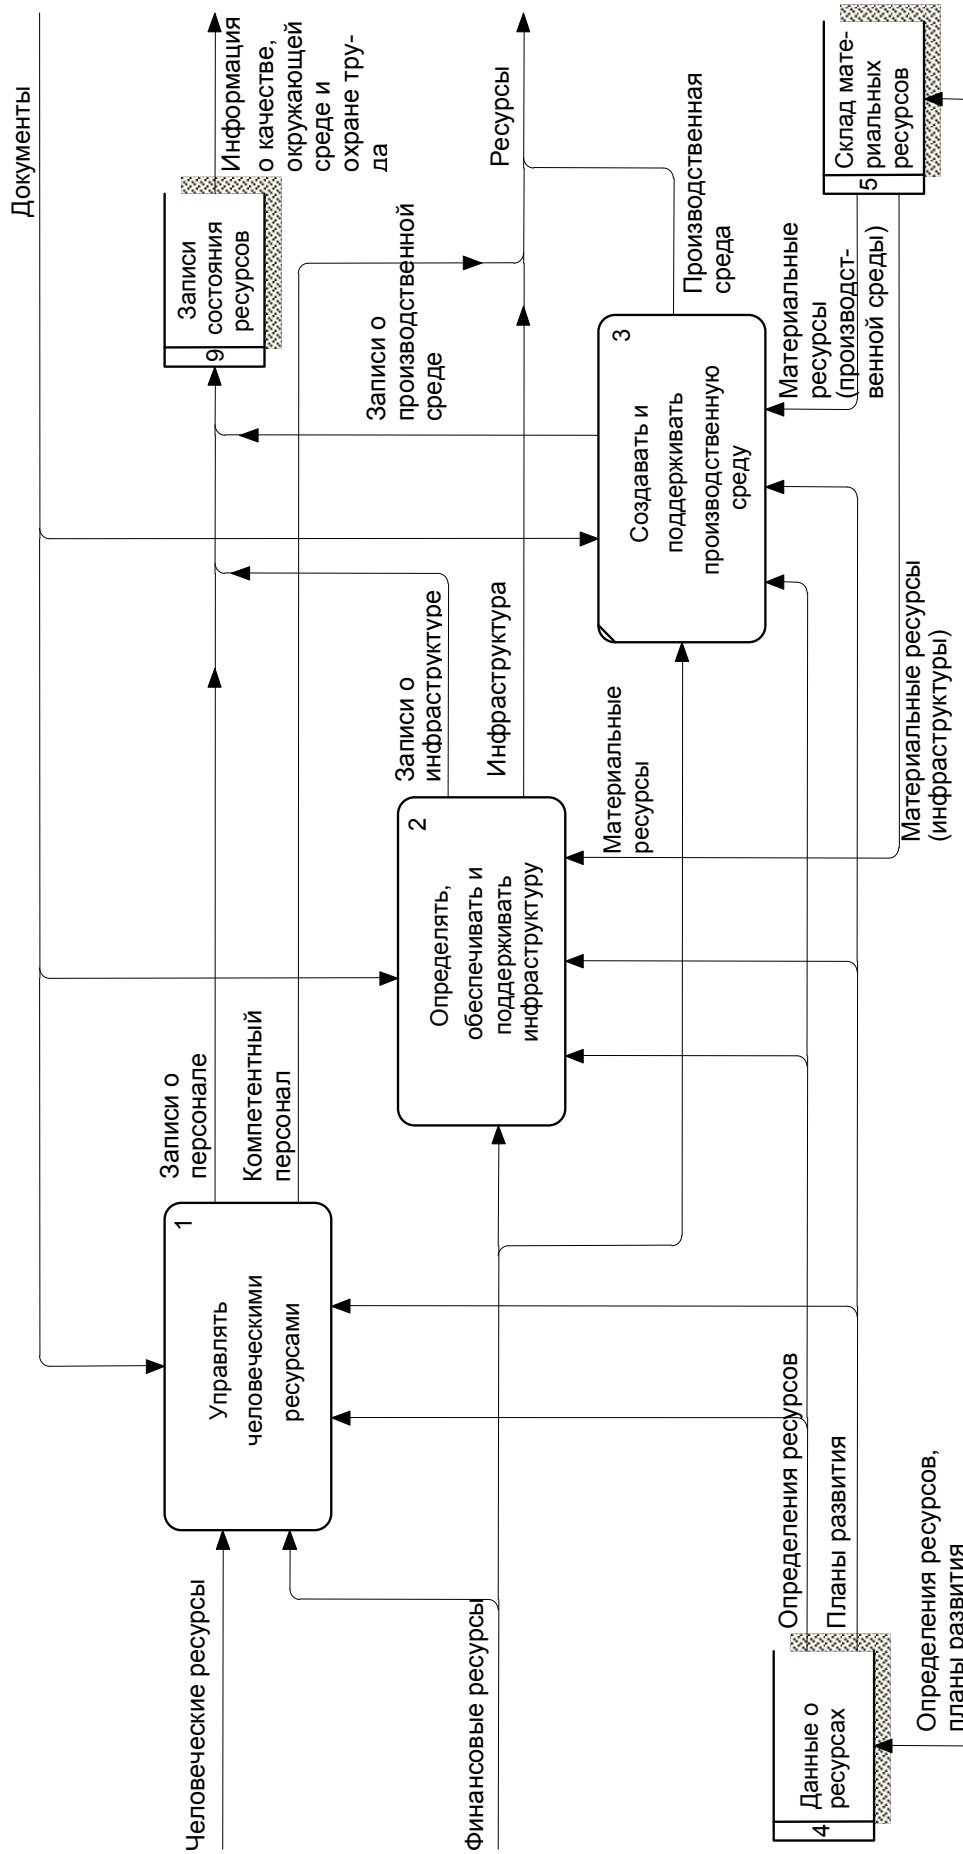 Документы
Информация
о качестве,
окружающей
среде и
охране тру-
да
Записи
состояния
ресурсов
9
Ресурсы
Человеческие ресурсы
Управлять
человеческими
ресурсами
1
Записи о
персонале
Компетентный
персонал
Финансовые ресурсы
Определять,
обеспечивать и
поддерживать
инфраструктуру
2
Записи о
инфраструктуре
Инфраструктура
Записи о
производственной
среде
Материальные
ресурсы
Создавать и
поддерживать
производственную
среду
3
Производственная
среда
Материальные
ресурсы
(производст-
венной среды)
Склад мате-
риальных
ресурсов
5
Определения ресурсов
Планы развития
Данные о
ресурсах
4
Материальные ресурсы
(инфраструктуры)
Определения ресурсов,
планы развития